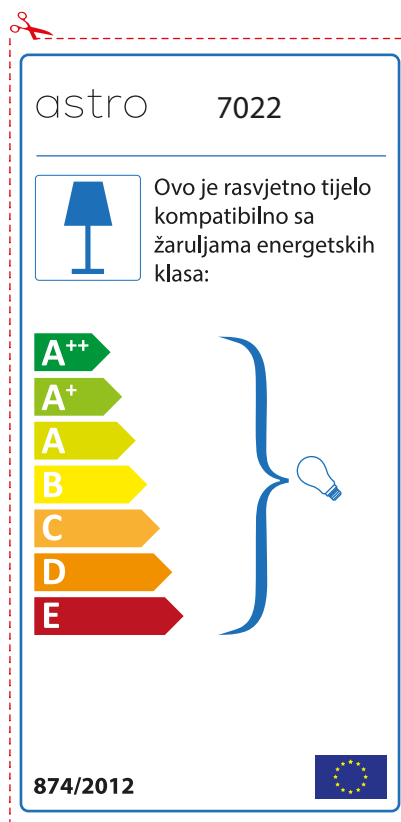 astro 7022
Ovo je rasvjetno tijelo
kompatibilno sa
žaruljama energetskih
klasa:
A++
A+
A
B
C
D
E
874/2012